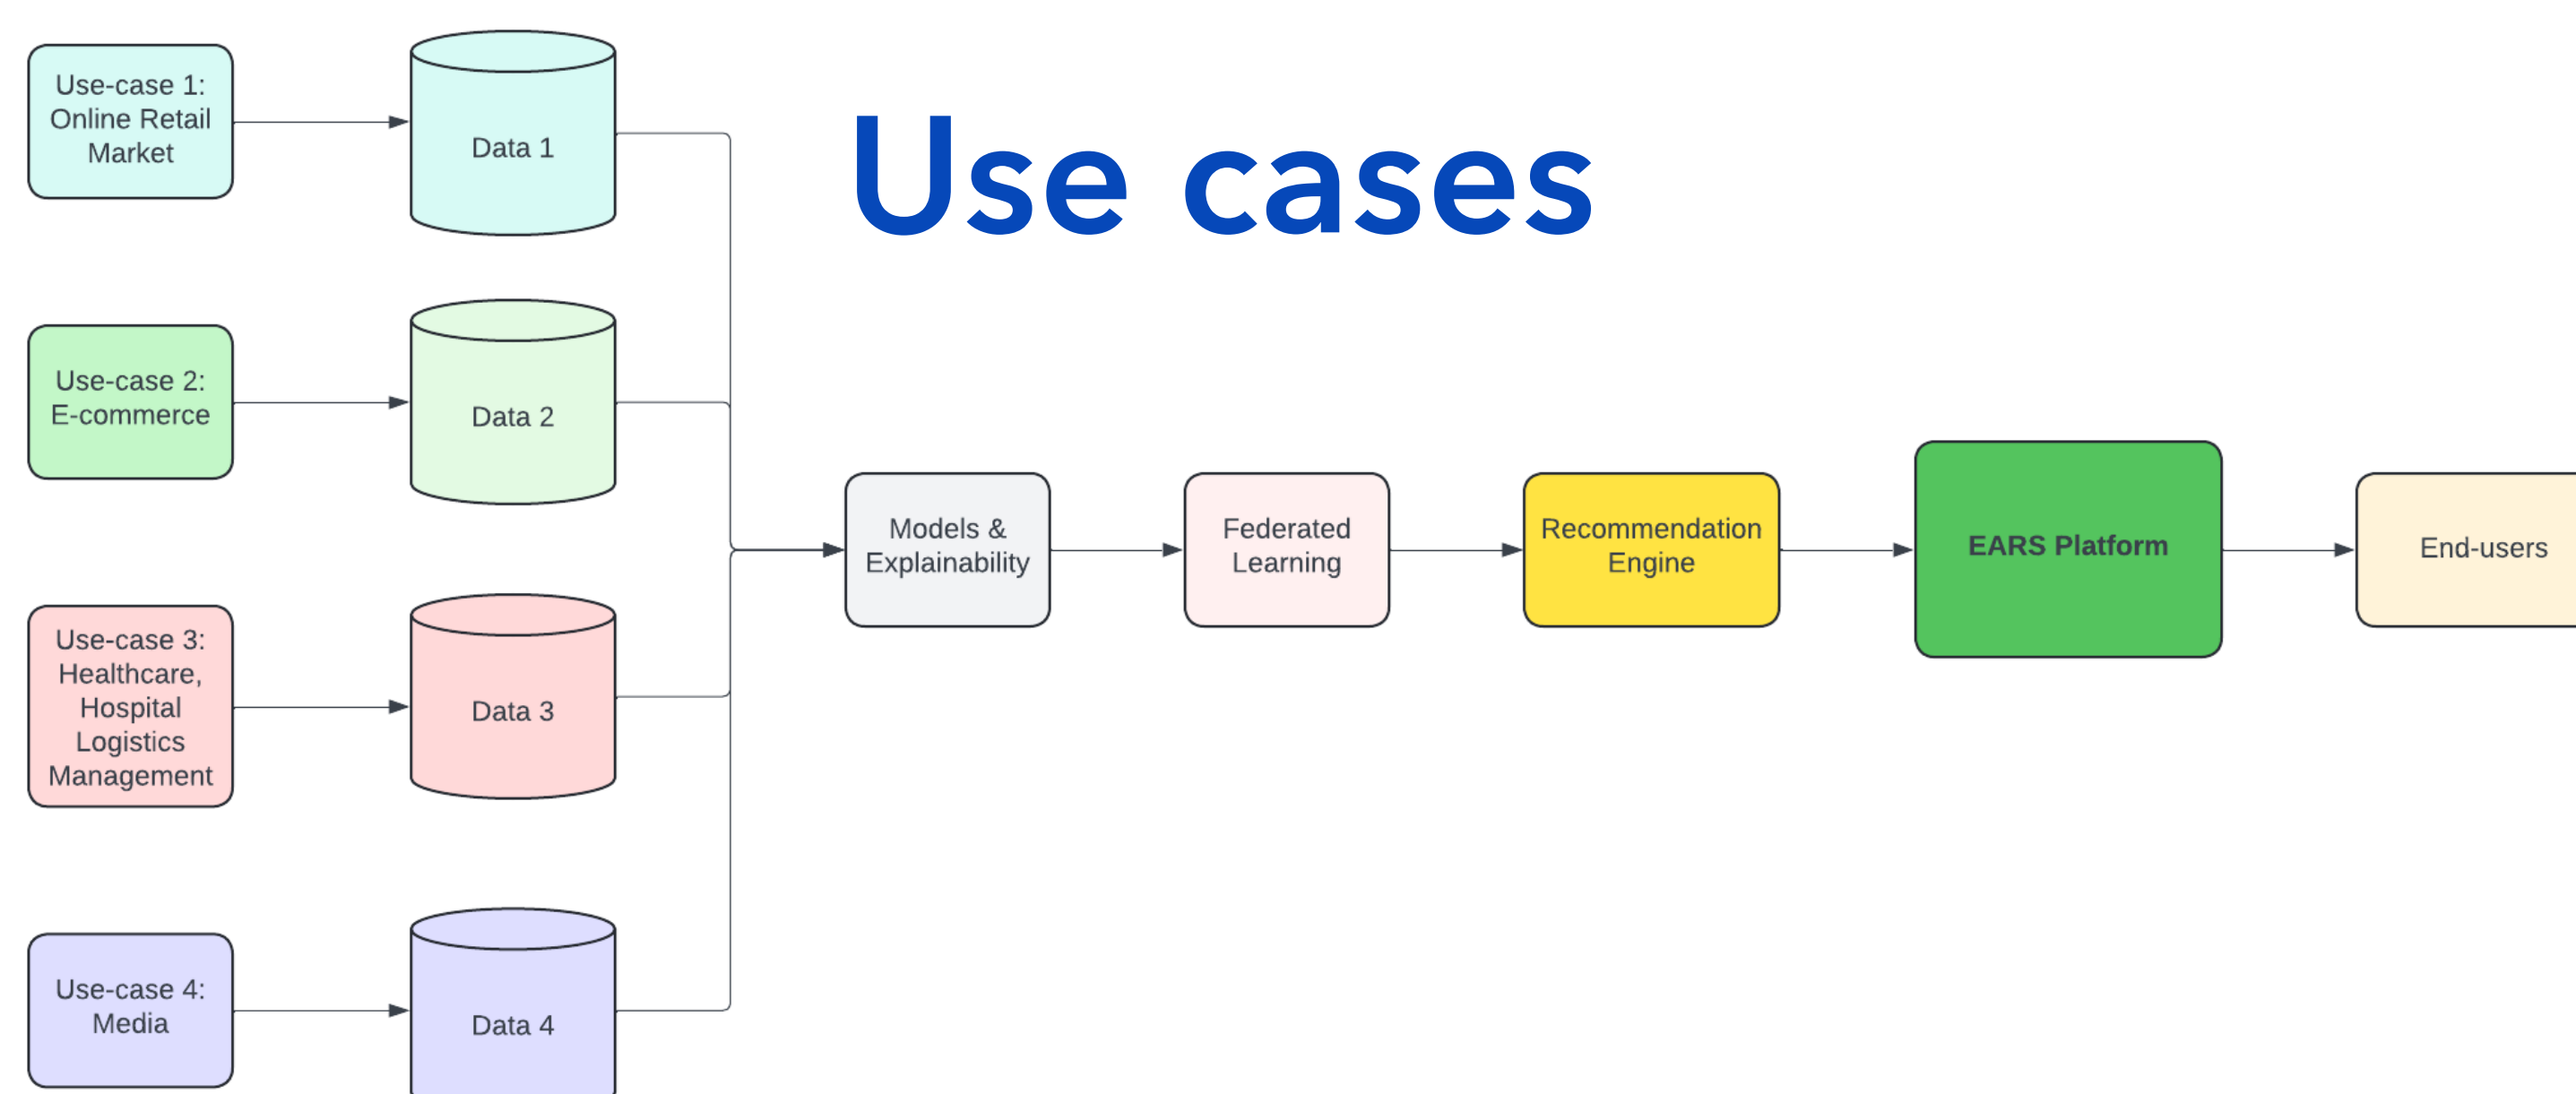 Use cases
Use-case 1:
Online Retail
Market
Data 1
Use-case 2:
E-commerce
Data 2
Models &
Explainability
Federated
Learning
Recommendation
Engine
EARS Platform
End-users
Use-case 3:
Healthcare,
Hospital
Logistics
Management
Data 3
Use-case 4:
Media
Data 4